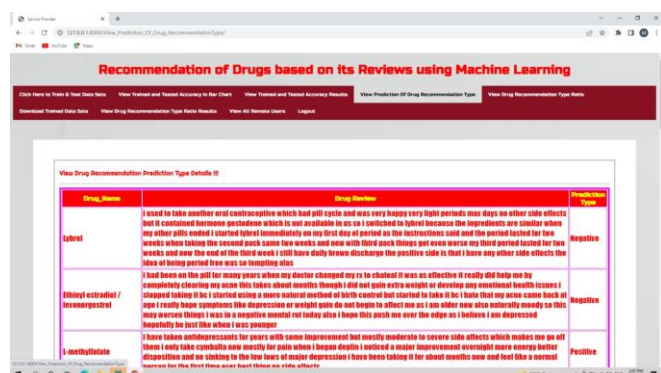 Service Provider
127.0.0.1:8000/View_Prediction_Of_Drug_RecommendationType/
Gmail YouTube Maps
Recommendation of Drugs based on its Reviews using Machine Learning
Click Here to Train & Test Data Sets View Trained and Tested Accuracy in Bar Chart View Trained and Tested Accuracy Results View Prediction Of Drug Recommendation Type View Drug Recommendation Type Ratio
Download Trained Data Sets View Drug Recommendation Type Ratio Results View All Remote Users Logout
View Drug Recommendation Prediction Type Details !!!
Drug_Name Drug Review Prediction Type
i used to take another oral contraceptive which had pill cycle and was very happy very light periods max days no other side effects
but it contained hormone gestodene which is not available in us so i switched to lybrel because the ingredients are similar when
my other pills ended i started lybrel immediately on my first day of period as the instructions said and the period lasted for two
Lybrel weeks when taking the second pack same two weeks and now with third pack things got even worse my third period lasted for two Negative
weeks and now the end of the third week i still have daily brown discharge the positive side is that i have any other side effects the
idea of being period free was so tempting alas
i had been on the pill for many years when my doctor changed my rx to chateal it was as effective it really did help me by
completely clearing my acne this takes about months though i did not gain extra weight or develop any emotional health issues i
Ethinyl estradiol / levonorgestrel stopped taking it bc i started using a more natural method of birth control but started to take it bc i hate that my acne came back at Negative
age i really hope symptoms like depression or weight gain do not begin to affect me as i am older now also naturally moody so this
may worsen things i was in a negative mental rut today also i hope this push me over the edge as i believe i am depressed
hopefully be just like when i was younger
i have taken antidepressants for years with some improvement but mostly moderate to severe side affects which makes me go off
L-methylfolate them i only take cymbalta now mostly for pain when i began deplin i noticed a major improvement overnight more energy better Positive
disposition and no sinking to the low lows of major depression i have been taking it for about months now and feel like a normal
person for the first time ever best thing no side effects